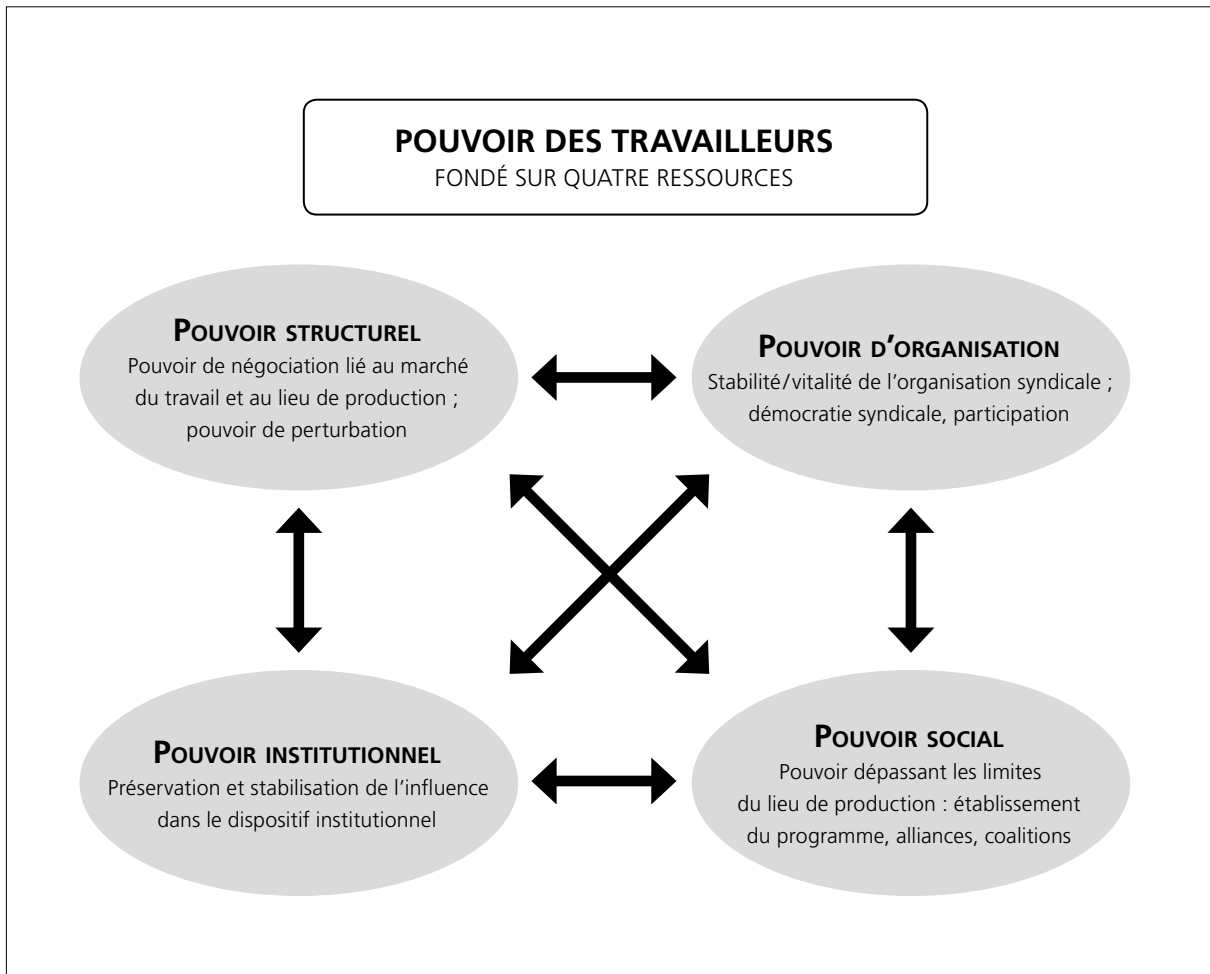 POUVOIR DES TRAVAILLEURS
FONDÉ SUR QUATRE RESSOURCES
POUVOIR STRUCTUREL
Pouvoir de négociation lié au marché
du travail et au lieu de production ;
pouvoir de perturbation
POUVOIR D'ORGANISATION
Stabilité/vitalité de l'organisation syndicale ;
démocratie syndicale, participation
POUVOIR INSTITUTIONNEL
Préservation et stabilisation de l'influence
dans le dispositif institutionnel
POUVOIR SOCIAL
Pouvoir dépassant les limites
du lieu de production : établissement
du programme, alliances, coalitions